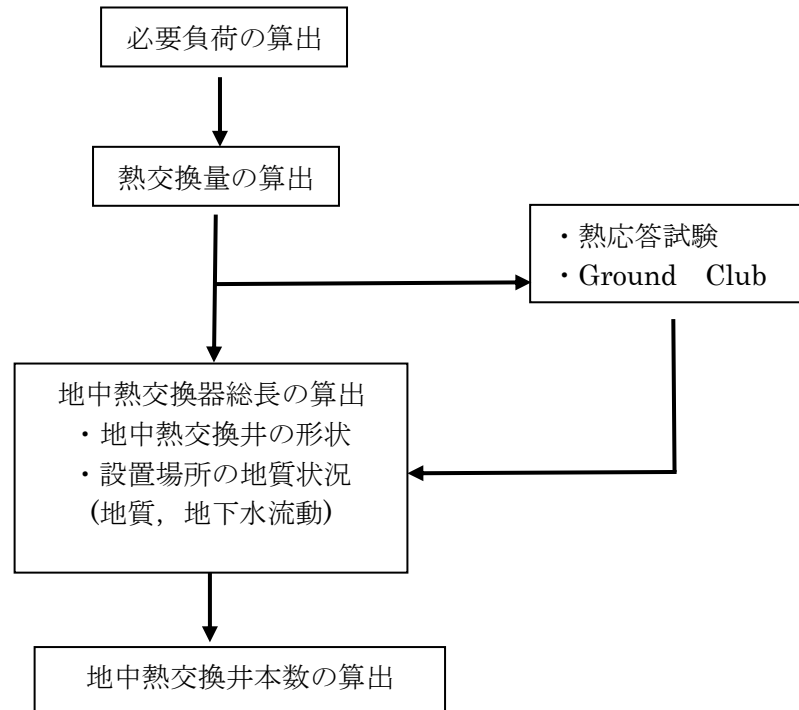 必要負荷の算出
熱交換量の算出
・熱応答試験
・Ground　Club
地中熱交換器総長の算出
・地中熱交換井の形状
・設置場所の地質状況
(地質，地下水流動)
地中熱交換井本数の算出